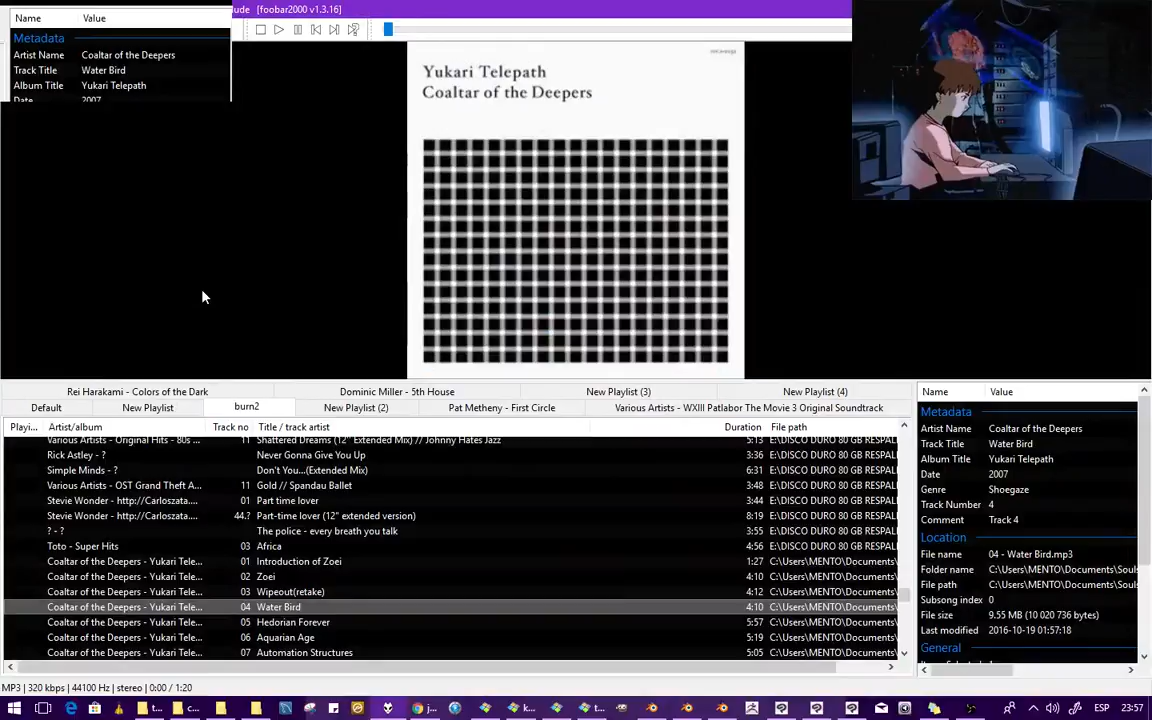 Name Value
ude [foobar2000 v1.3.16]
Metadata
Artist Name Coaltar of the Deepers
Track Title Water Bird
Album Title Yukari Telepath
Date 2007
Yukari Telepath
Coaltar of the Deepers
Rei Harakami - Colors of the Dark Dominic Miller - 5th House New Playlist (3) New Playlist (4)
Default New Playlist burn2 New Playlist (2) Pat Metheny - First Circle Various Artists - WXIII Patlabor The Movie 3 Original Soundtrack
Playi... Artist/album Track no Title / track artist Duration File path
Various Artists - Original Hits - 80s ... 11 Shattered Dreams (12" Extended Mix) // Johnny Hates Jazz 5:13 E:\DISCO DURO 80 GB RESPAL
Rick Astley - ? Never Gonna Give You Up 3:36 E:\DISCO DURO 80 GB RESPAL
Simple Minds - ? Don't You...(Extended Mix) 6:31 E:\DISCO DURO 80 GB RESPAL
Various Artists - OST Grand Theft A... 11 Gold // Spandau Ballet 3:48 E:\DISCO DURO 80 GB RESPAL
Stevie Wonder - http://Carloszata.... 01 Part time lover 3:44 E:\DISCO DURO 80 GB RESPAL
Stevie Wonder - http://Carloszata.... 44.? Part-time lover (12" extended version) 8:19 E:\DISCO DURO 80 GB RESPAL
? - ? The police - every breath you talk 3:55 E:\DISCO DURO 80 GB RESPAL
Toto - Super Hits 03 Africa 4:56 E:\DISCO DURO 80 GB RESPAL
Coaltar of the Deepers - Yukari Tele... 01 Introduction of Zoei 1:27 C:\Users\MENTO\Documents\
Coaltar of the Deepers - Yukari Tele... 02 Zoei 4:10 C:\Users\MENTO\Documents\
Coaltar of the Deepers - Yukari Tele... 03 Wipeout(retake) 4:12 C:\Users\MENTO\Documents\
Coaltar of the Deepers - Yukari Tele... 04 Water Bird 4:10 C:\Users\MENTO\Documents\
Coaltar of the Deepers - Yukari Tele... 05 Hedorian Forever 5:57 C:\Users\MENTO\Documents\
Coaltar of the Deepers - Yukari Tele... 06 Aquarian Age 5:19 C:\Users\MENTO\Documents\
Coaltar of the Deepers - Yukari Tele... 07 Automation Structures 5:05 C:\Users\MENTO\Documents\
Name Value
Metadata
Artist Name Coaltar of the Deepers
Track Title Water Bird
Album Title Yukari Telepath
Date 2007
Genre Shoegaze
Track Number 4
Comment Track 4
Location
File name 04 - Water Bird.mp3
Folder name C:\Users\MENTO\Documents\Souls
File path C:\Users\MENTO\Documents\Souls
Subsong index 0
File size 9.55 MB (10 020 736 bytes)
Last modified 2016-10-19 01:57:18
General
MP3 | 320 kbps | 44100 Hz | stereo | 0:00 / 1:20
t... c... j... k... t... ESP 23:57